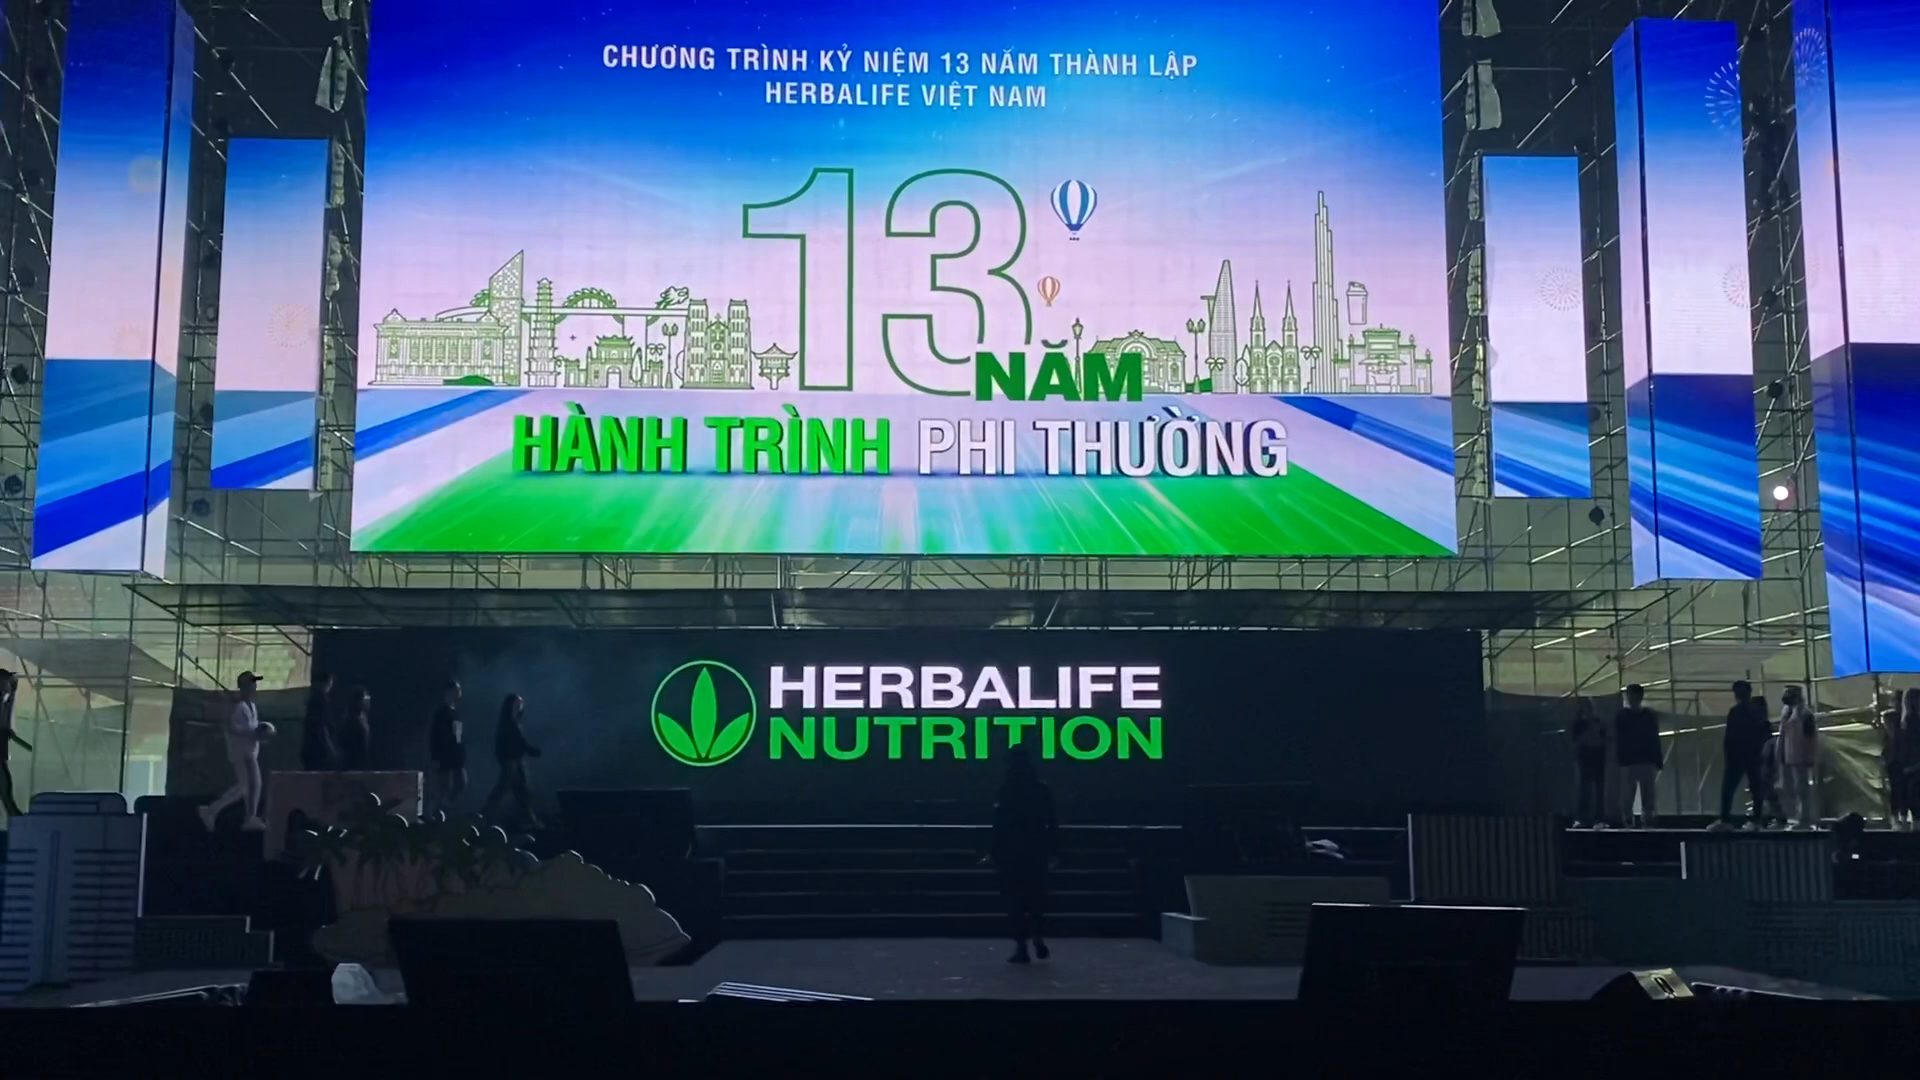 CHƯƠNG TRÌNH KỶ NIỆM 13 NĂM THÀNH LẬP
HERBALIFE VIỆT NAM
13
NĂM
HÀNH TRÌNH PHI THƯỜNG
HERBALIFE
NUTRITION